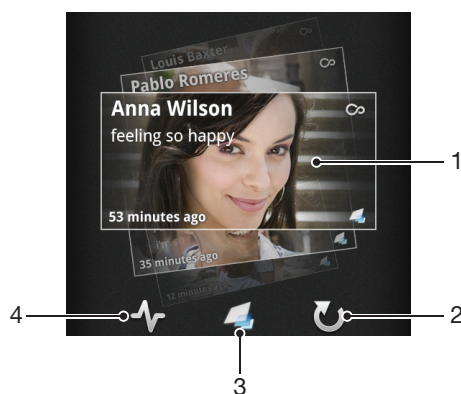 Louis Baxter
Pablo Romeres
Anna Wilson
feeling so happy
1
53 minutes ago
35 minutes ago
12 minutes ago
4
2
3